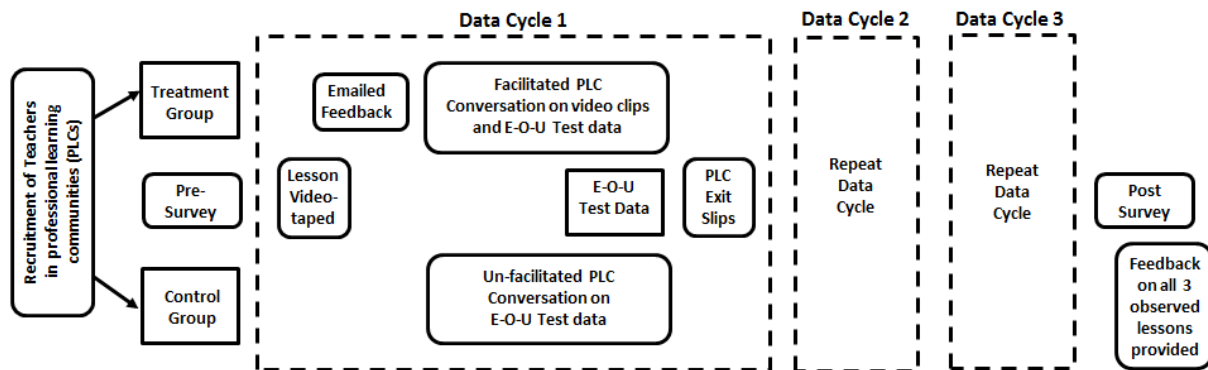 Data Cycle 1
Data Cycle 2
Data Cycle 3
Recruitment of Teachers
in professional learning
communities (PLCs)
Treatment
Group
Pre-
Survey
Control
Group
Emailed
Feedback
Facilitated PLC
Conversation on video clips
and E-O-U Test data
Lesson
Video-
taped
E-O-U
Test Data
PLC
Exit
Slips
Un-facilitated PLC
Conversation on
E-O-U Test data
Repeat
Data
Cycle
Repeat
Data
Cycle
Post
Survey
Feedback
on all 3
observed
lessons
provided